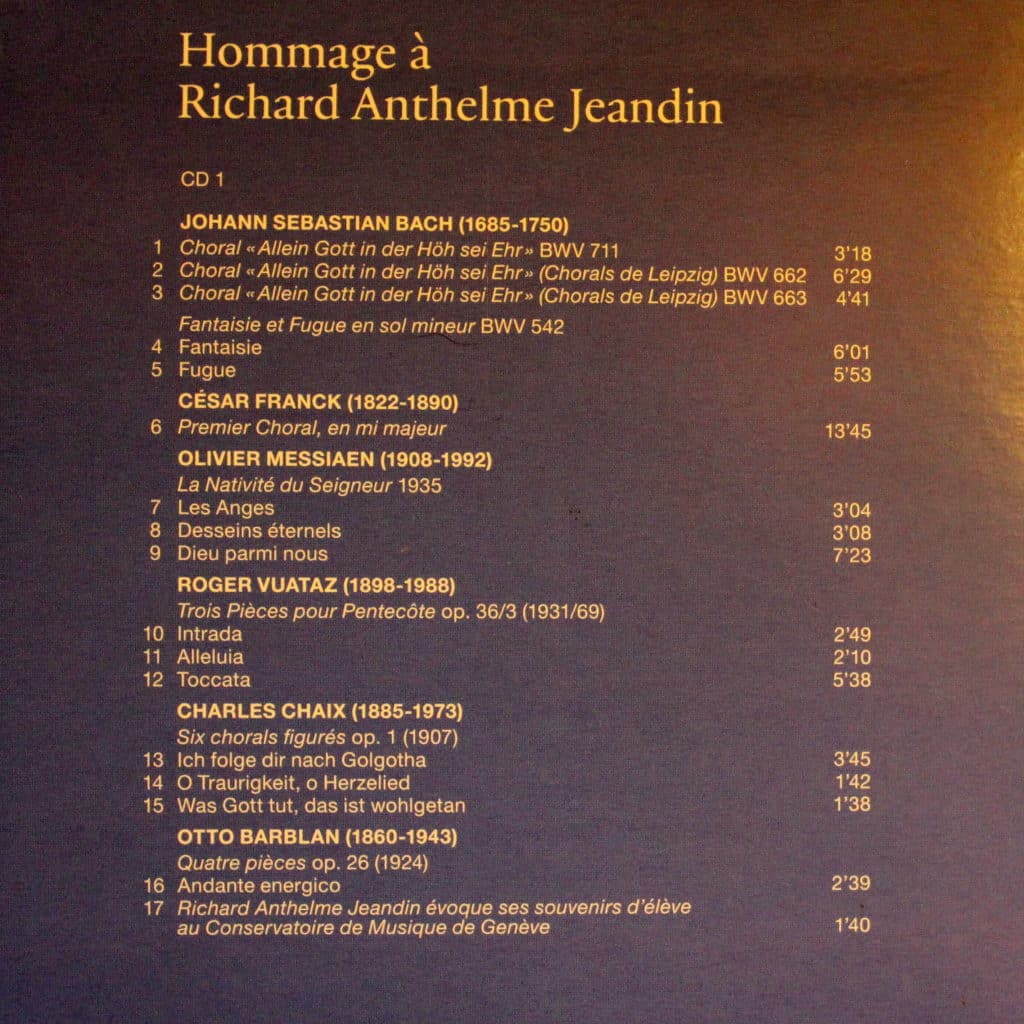 Hommage à
Richard Anthelme Jeandin
CD 1
JOHANN SEBASTIAN BACH (1685-1750)
1 Choral «Allein Gott in der Höh sei Ehr» BWV 711 3'18
2 Choral «Allein Gott in der Höh sei Ehr» (Chorals de Leipzig) BWV 662 6'29
3 Choral «Allein Gott in der Höh sei Ehr» (Chorals de Leipzig) BWV 663 4'41
Fantaisie et Fugue en sol mineur BWV 542
4 Fantaisie 6'01
5 Fugue 5'53
CÉSAR FRANCK (1822-1890)
6 Premier Choral, en mi majeur 13'45
OLIVIER MESSIAEN (1908-1992)
La Nativité du Seigneur 1935
7 Les Anges 3'04
8 Desseins éternels 3'08
9 Dieu parmi nous 7'23
ROGER VUATAZ (1898-1988)
Trois Pièces pour Pentecôte op. 36/3 (1931/69)
10 Intrada 2'49
11 Alleluia 2'10
12 Toccata 5'38
CHARLES CHAIX (1885-1973)
Six chorals figurés op. 1 (1907)
13 Ich folge dir nach Golgotha 3'45
14 O Traurigkeit, o Herzelied 1'42
15 Was Gott tut, das ist wohlgetan 1'38
OTTO BARBLAN (1860-1943)
Quatre pièces op. 26 (1924)
16 Andante energico 2'39
17 Richard Anthelme Jeandin évoque ses souvenirs d'élève
au Conservatoire de Musique de Genève 1'40